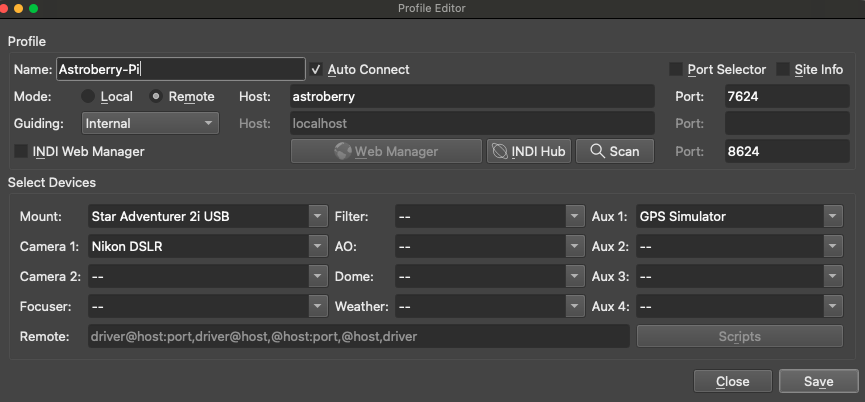 Profile Editor
Profile
Name: Astroberry-Pi Auto Connect Port Selector Site Info
Mode: Local Remote Host: astroberry Port: 7624
Guiding: Internal Host: localhost Port:
INDI Web Manager Web Manager INDI Hub Scan Port: 8624
Select Devices
Mount: Star Adventurer 2i USB Filter: -- Aux 1: GPS Simulator
Camera 1: Nikon DSLR AO: -- Aux 2: --
Camera 2: -- Dome: -- Aux 3: --
Focuser: -- Weather: -- Aux 4: --
Remote: driver@host:port,driver@host,@host:port,@host,driver Scripts
Close Save